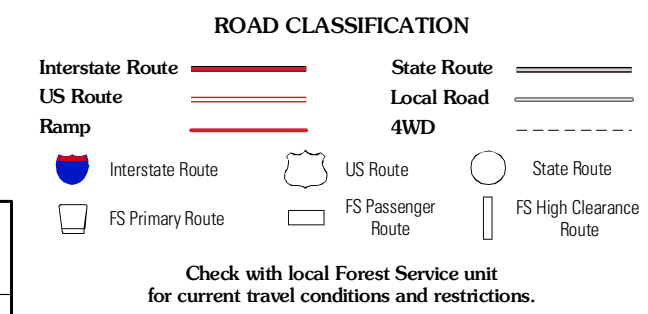 ROAD CLASSIFICATION
Interstate Route
State Route
US Route
Local Road
Ramp
4WD
Interstate Route
US Route
State Route
FS Primary Route
FS Passenger
Route
FS High Clearance
Route
Check with local Forest Service unit
for current travel conditions and restrictions.